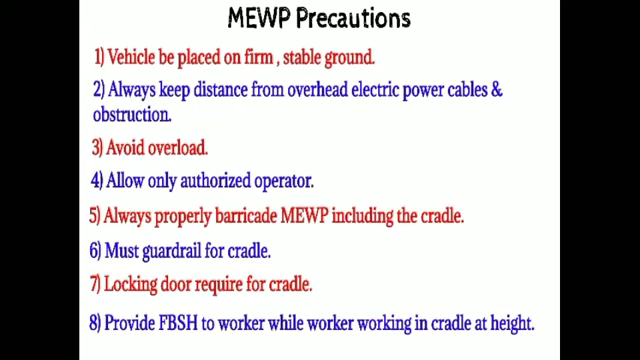 MEWP Precautions
1) Vehicle be placed on firm , stable ground.
2) Always keep distance from overhead electric power cables &
obstruction.
3) Avoid overload.
4) Allow only authorized operator.
5) Always properly barricade MEWP including the cradle.
6) Must guardrail for cradle.
7) Locking door require for cradle.
8) Provide FBSH to worker while worker working in cradle at height.